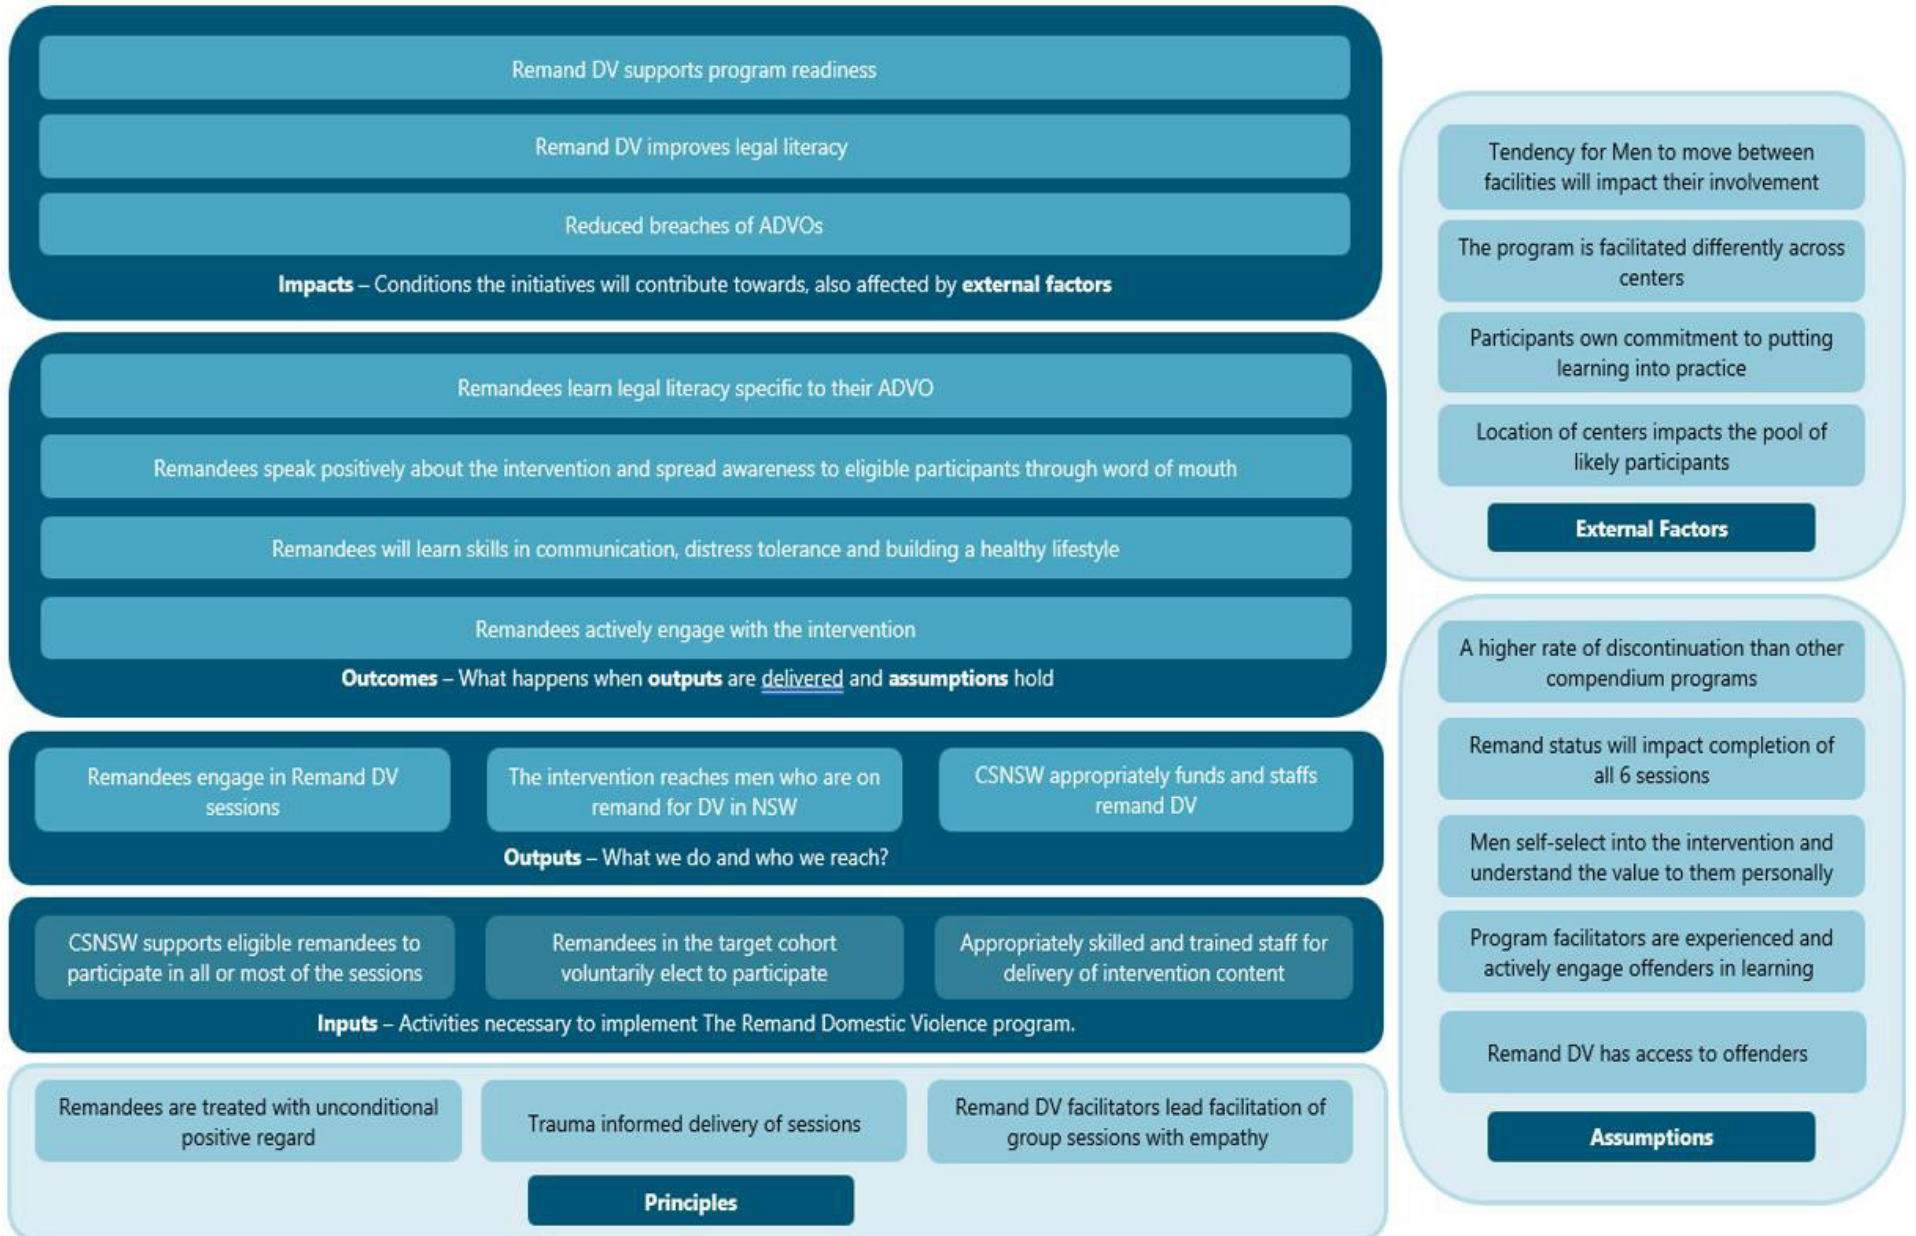 Remand DV supports program readiness
Remand DV improves legal literacy
Reduced breaches of ADVOs
Impacts – Conditions the initiatives will contribute towards, also affected by external factors
Remandees learn legal literacy specific to their ADVO
Remandees speak positively about the intervention and spread awareness to eligible participants through word of mouth
Remandees will learn skills in communication, distress tolerance and building a healthy lifestyle
Remandees actively engage with the intervention
Outcomes – What happens when outputs are delivered and assumptions hold
Remandees engage in Remand DV
sessions
The intervention reaches men who are on
remand for DV in NSW
CSNSW appropriately funds and staffs
remand DV
Outputs – What we do and who we reach?
CSNSW supports eligible remandees to
participate in all or most of the sessions
Remandees in the target cohort
voluntarily elect to participate
Appropriately skilled and trained staff for
delivery of intervention content
Inputs – Activities necessary to implement The Remand Domestic Violence program.
Remandees are treated with unconditional
positive regard
Trauma informed delivery of sessions
Remand DV facilitators lead facilitation of
group sessions with empathy
Principles
Tendency for Men to move between
facilities will impact their involvement
The program is facilitated differently across
centers
Participants own commitment to putting
learning into practice
Location of centers impacts the pool of
likely participants
External Factors
A higher rate of discontinuation than other
compendium programs
Remand status will impact completion of
all 6 sessions
Men self-select into the intervention and
understand the value to them personally
Program facilitators are experienced and
actively engage offenders in learning
Remand DV has access to offenders
Assumptions